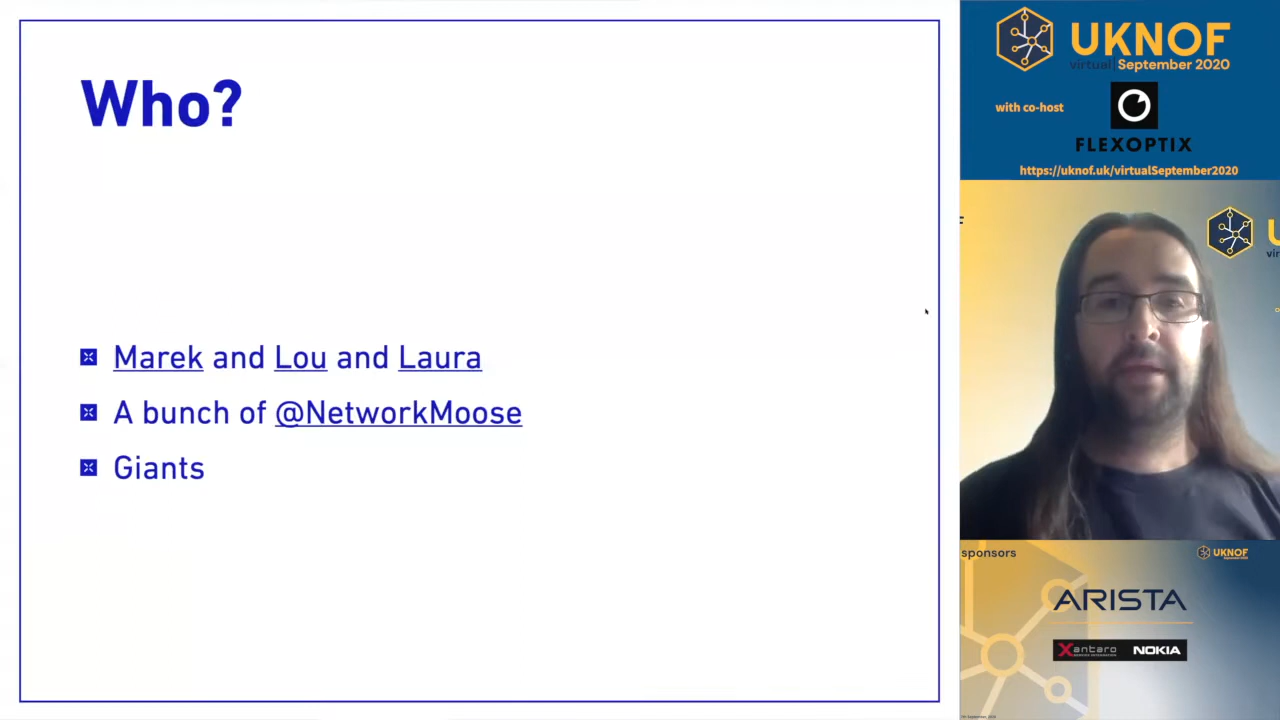 Who?
Marek and Lou and Laura
A bunch of @NetworkMoose
Giants
UKNOF
virtual September 2020
with co-host
FLEXOPTIX
https://uknof.uk/virtualSeptember2020
F
U
vir
sponsors
UKNOF
ARISTA
Xantaro
NOKIA